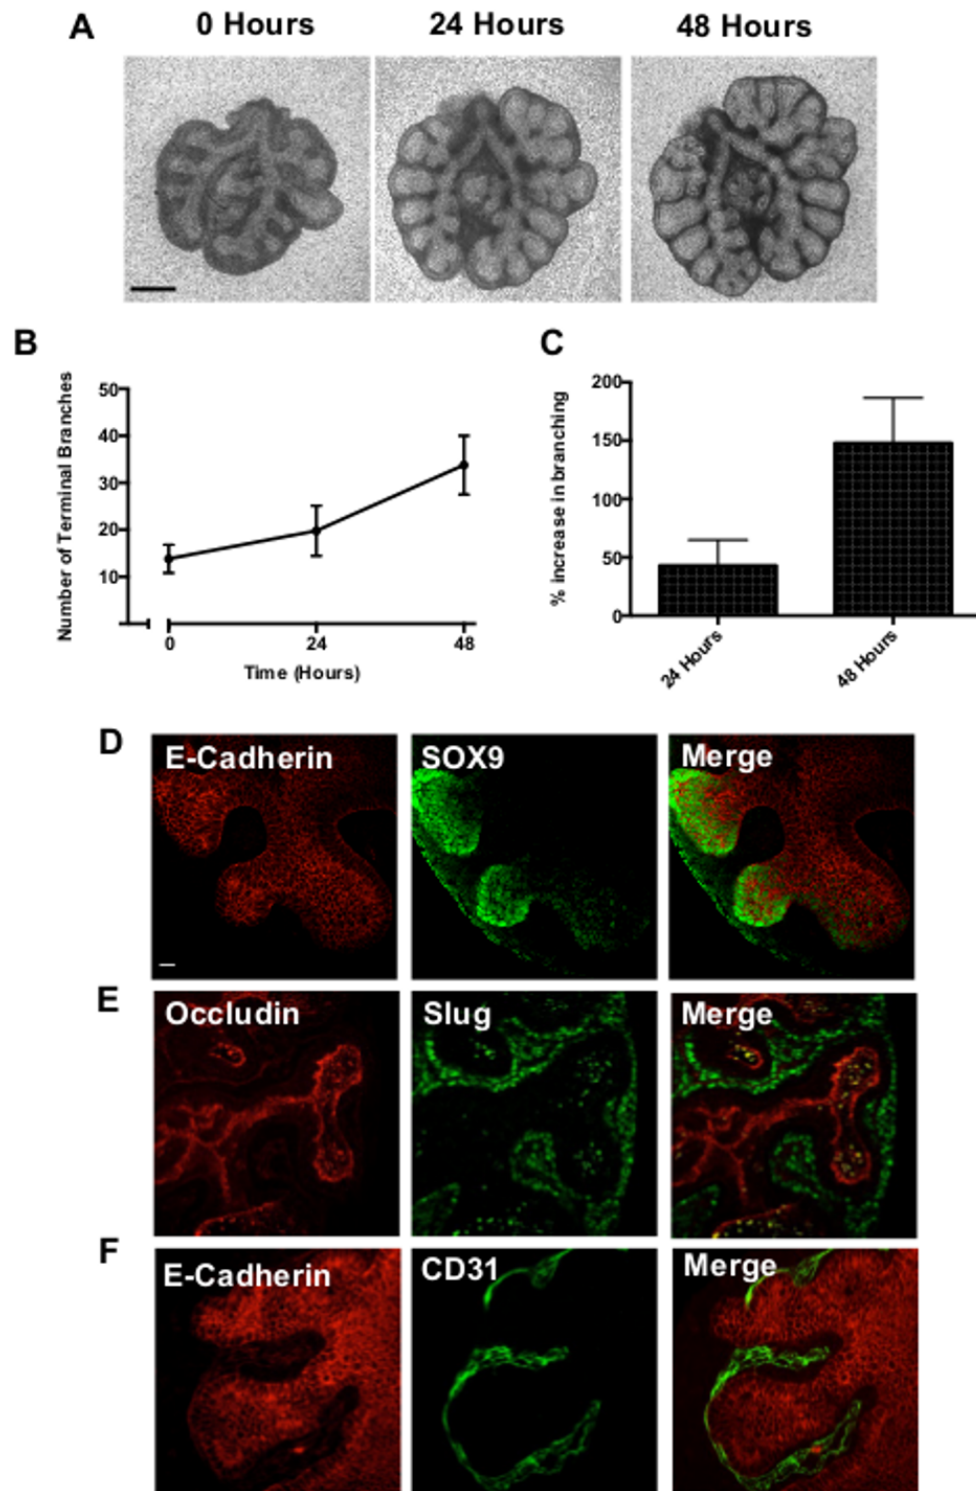 A
0 Hours
24 Hours
48 Hours
B
Number of Terminal Branches
50
40
30
20
10
0
24
48
Time (Hours)
C
% increase in branching
200
150
100
50
0
24 Hours
48 Hours
D
E-Cadherin
SOX9
Merge
E
Occludin
Slug
Merge
F
E-Cadherin
CD31
Merge